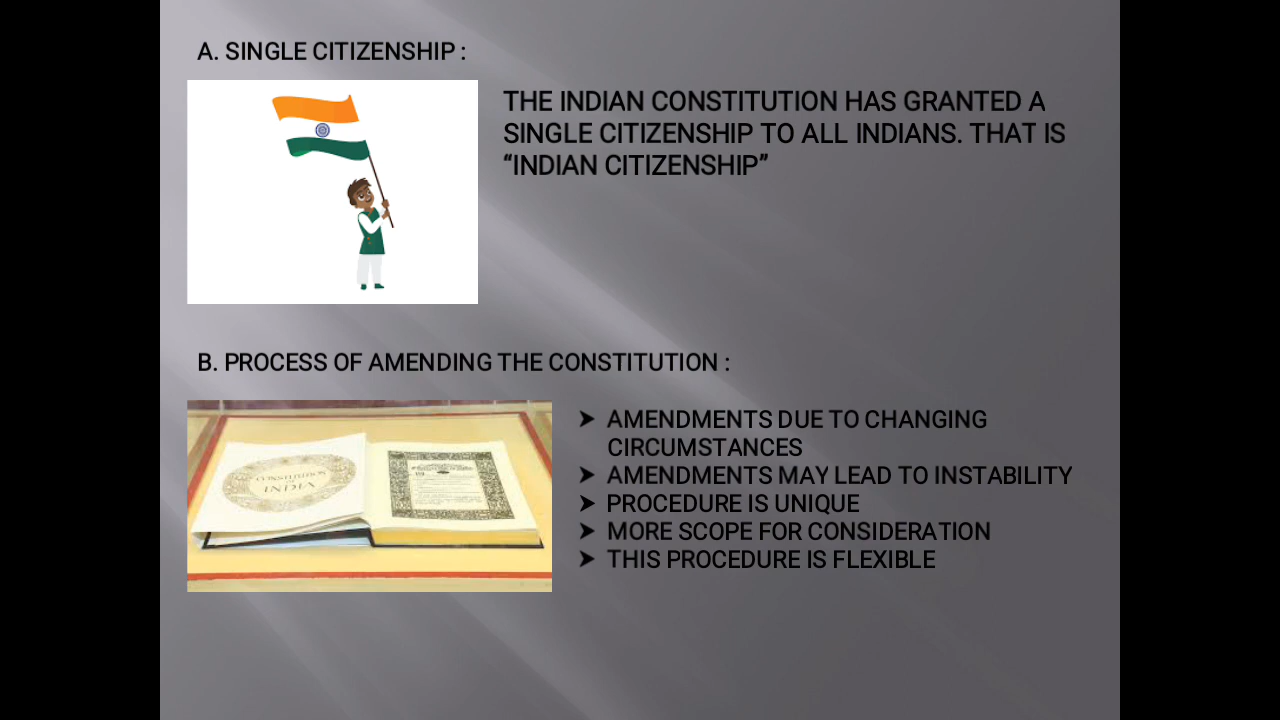 A. SINGLE CITIZENSHIP :
THE INDIAN CONSTITUTION HAS GRANTED A
SINGLE CITIZENSHIP TO ALL INDIANS. THAT IS
“INDIAN CITIZENSHIP”
B. PROCESS OF AMENDING THE CONSTITUTION :
➤ AMENDMENTS DUE TO CHANGING
CIRCUMSTANCES
➤ AMENDMENTS MAY LEAD TO INSTABILITY
➤ PROCEDURE IS UNIQUE
➤ MORE SCOPE FOR CONSIDERATION
➤ THIS PROCEDURE IS FLEXIBLE
CONSTITUTION
INDIA